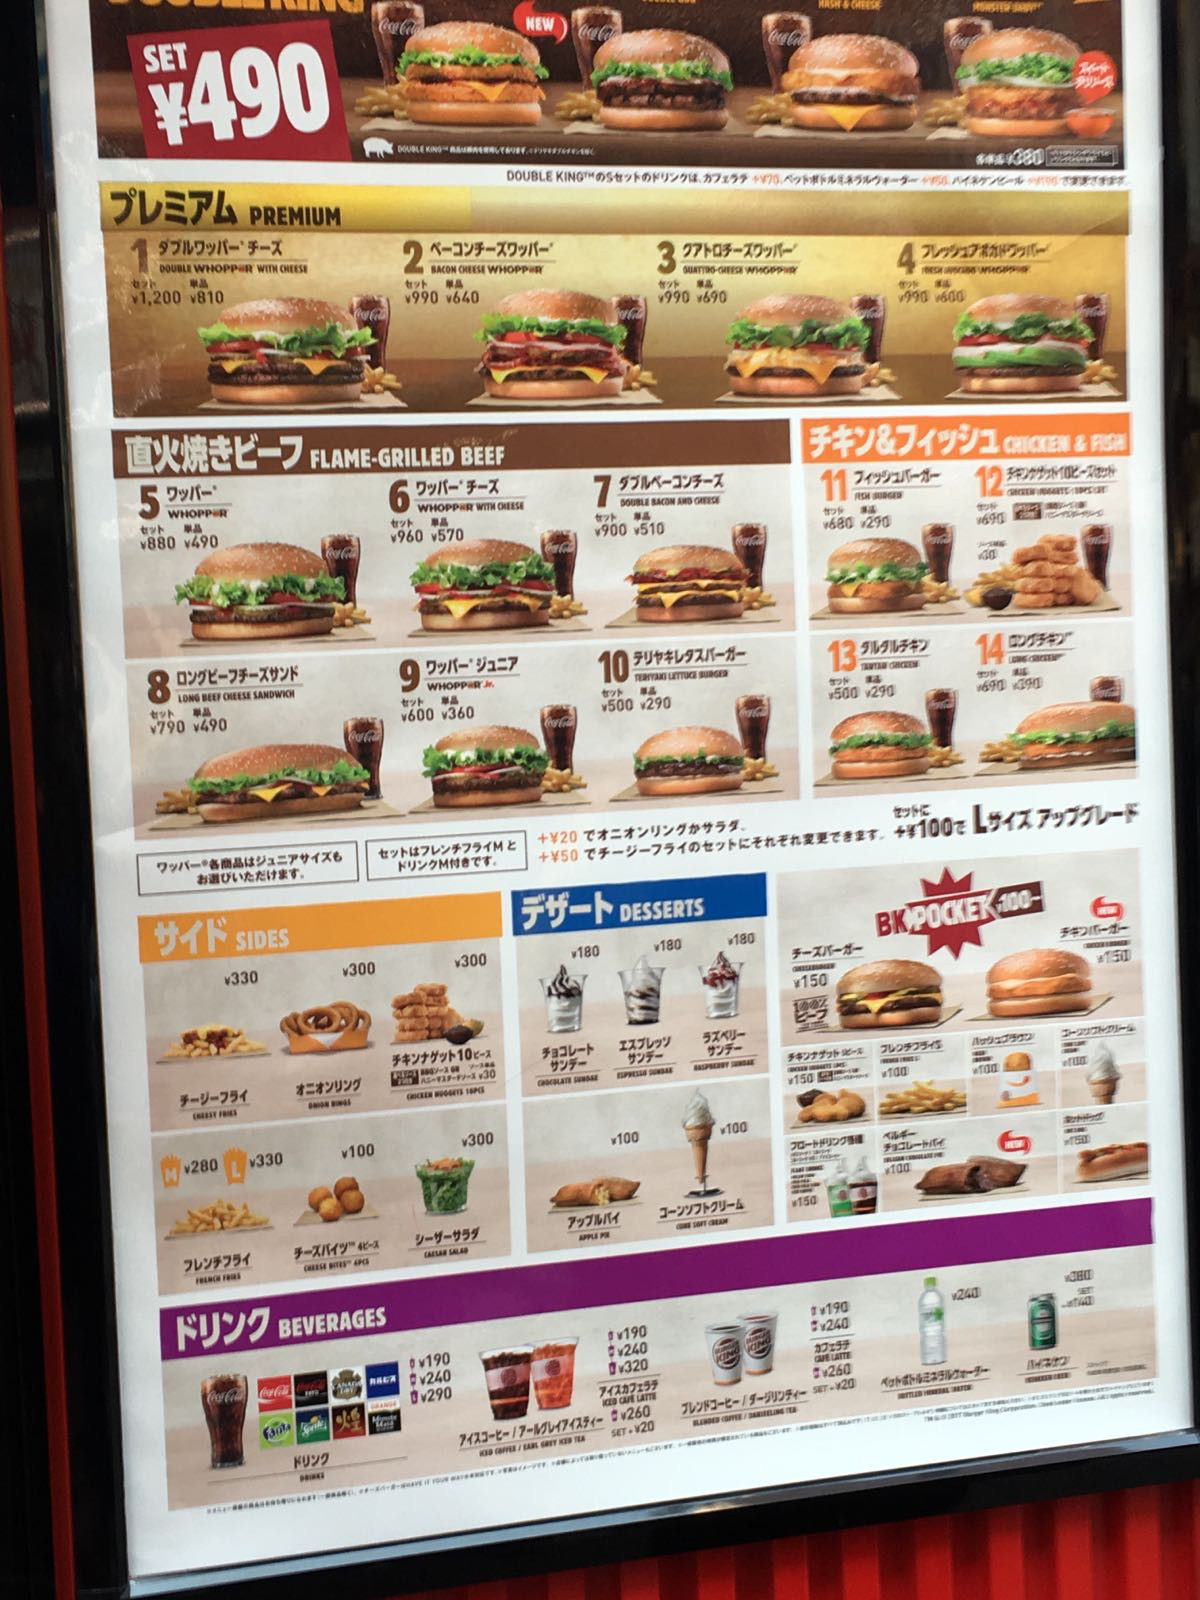 DOUBLE KING
SET
¥490
NEW
HASH & CHEESE
DOUBLE KING™のSセットのドリンクは、カフェラテ +¥70、ペットボトルミネラルウォーター +¥50、ハイネケンビール
プレミアム PREMIUM
1 ダブルワッパー® チーズ
DOUBLE WHOPPER WITH CHEESE
セット 単品
¥1,200 ¥810
2 ベーコンチーズワッパー®
BACON CHEESE WHOPPER
セット 単品
¥990 ¥640
3 クアトロチーズワッパー®
QUATTRO CHEESE WHOPPER
セット 単品
¥990 ¥690
4 フレッシュアボカドワッパー®
FRESH AVOCADO WHOPPER
セット 単品
¥990 ¥600
直火焼きビーフ FLAME-GRILLED BEEF
5 ワッパー®
WHOPPER
セット 単品
¥880 ¥490
6 ワッパー® チーズ
WHOPPER WITH CHEESE
セット 単品
¥960 ¥570
7 ダブルベーコンチーズ
DOUBLE BACON AND CHEESE
セット 単品
¥900 ¥510
8 ロングビーフチーズサンド
LONG BEEF CHEESE SANDWICH
セット 単品
¥790 ¥490
9 ワッパー® ジュニア
WHOPPER Jr.
セット 単品
¥600 ¥360
10 テリヤキレタスバーガー
TERIYAKI LETTUCE BURGER
セット 単品
¥500 ¥290
チキン&フィッシュ CHICKEN & FISH
11 フィッシュバーガー
FISH BURGER
セット 単品
¥680 ¥290
12 チキンナゲット10ピースセット
セット
¥690
¥30
13 タルタルチキン
TARTAR CHICKEN
セット 単品
¥500 ¥290
14 ロングチキン™
LONG CHICKEN™
セット 単品
¥690 ¥390
ワッパー®各商品はジュニアサイズも
お選びいただけます。
セットはフレンチフライM と
ドリンクM付きです。
+¥20 でオニオンリングかサラダ、
+¥50 でチージーフライのセットにそれぞれ変更できます。
セットに
+¥100で Lサイズ アップグレード
サイド SIDES
¥330
チージーフライ
CHEESY FRIES
¥300
オニオンリング
ONION RINGS
¥300
チキンナゲット10ピース
ハニーマスタードソース ¥30
CHICKEN NUGGETS 10PCS
M ¥280 L ¥330
フレンチフライ
FRENCH FRIES
¥100
チーズバイツ™ 4ピース
CHEESE BITES™ 4PCS
¥300
シーザーサラダ
CAESAR SALAD
デザート DESSERTS
¥180
チョコレート
サンデー
CHOCOLATE SUNDAE
¥180
エスプレッソ
サンデー
ESPRESSO SUNDAE
¥180
ラズベリー
サンデー
RASPBERRY SUNDAE
¥100
アップルパイ
APPLE PIE
¥100
コーンソフトクリーム
CONE SOFT CREAM
BK POCKET ¥100~
チーズバーガー
CHEESEBURGER
¥150
100%
ビーフ
NEW
チキンバーガー
¥150
チキンナゲット 5ピース
¥150
フレンチフライS
¥100
ハッシュブラウン
¥100
コーンソフトクリーム
¥100
フロートドリンク各種
¥150
ベルギー
チョコレートパイ
¥100
NEW!
ホットドッグ
¥150
ドリンク BEVERAGES
Coca-Cola
CANADA DRY
カルピス
ORANGE
Fanta
Sprite
Minute Maid
¥190
¥240
¥290
ドリンク
DRINKS
アイスコーヒー / アールグレイアイスティー
ICED COFFEE / EARL GREY ICED TEA
¥190
¥240
¥320
アイスカフェラテ
ICED CAFÉ LATTE
¥260
SET +¥20
BURGER KING
ブレンドコーヒー / ダージリンティー
BLENDED COFFEE / DARJEELING TEA
¥190
¥240
カフェラテ
CAFÉ LATTE
¥260
SET +¥20
¥240
ペットボトルミネラルウォーター
BOTTLED MINERAL WATER
¥380
ハイネケン